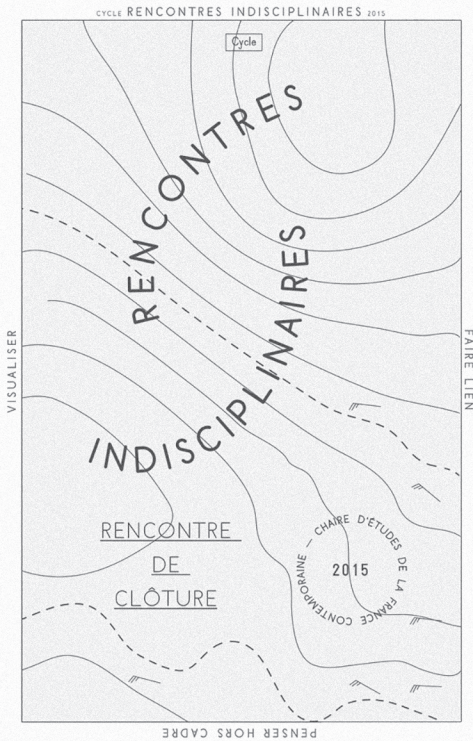 CYCLE RENCONTRES INDISCIPLINAIRES 2015
Cycle
RENCONTRES
INDISCIPLINAIRES
VISUALISER
FAIRE LIEN
RENCONTRE
DE
CLÔTURE
CHAIRE D'ÉTUDES DE LA FRANCE CONTEMPORAINE —
2015
PENSER HORS CADRE